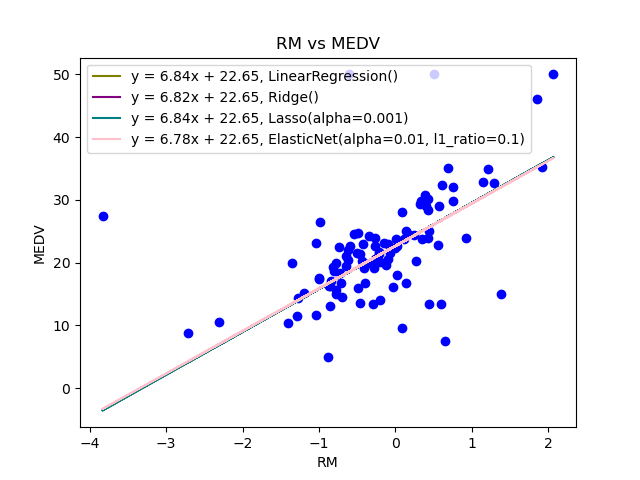 RM vs MEDV
y = 6.84x + 22.65, LinearRegression()
y = 6.82x + 22.65, Ridge()
y = 6.84x + 22.65, Lasso(alpha=0.001)
y = 6.78x + 22.65, ElasticNet(alpha=0.01, l1_ratio=0.1)
50
40
30
20
10
0
MEDV
−4 −3 −2 −1 0 1 2
RM